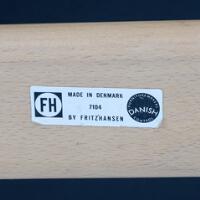 FH
MADE IN DENMARK
7104
BY FRITZ HANSEN
DANISH